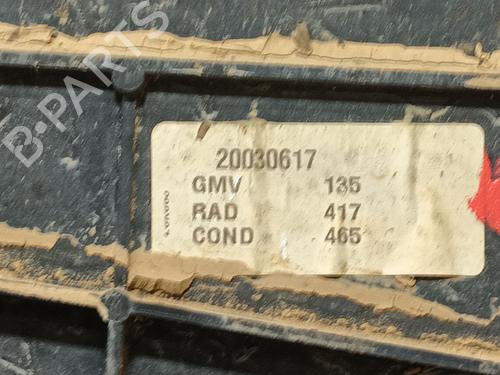 B-PARTS
20030617
GMV 135
RAD 417
COND 465